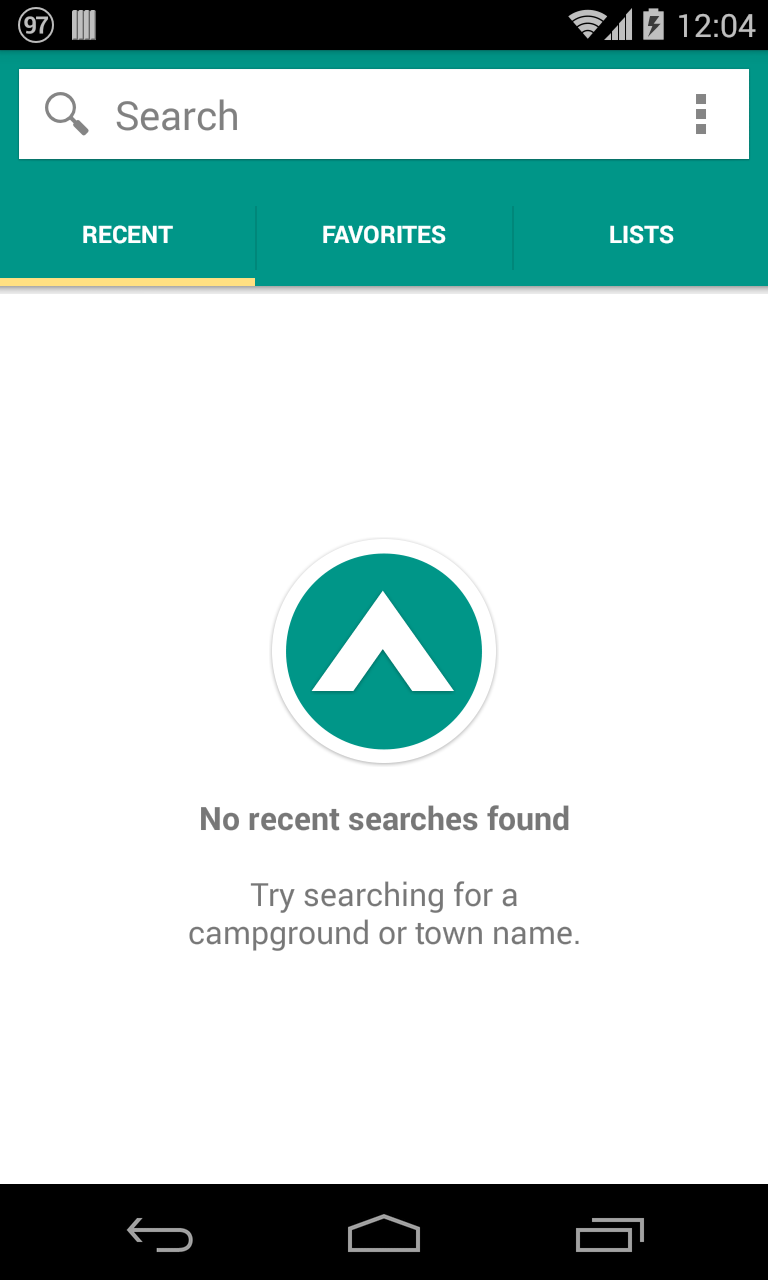 97
12:04
Search
RECENT
FAVORITES
LISTS
No recent searches found
Try searching for a
campground or town name.